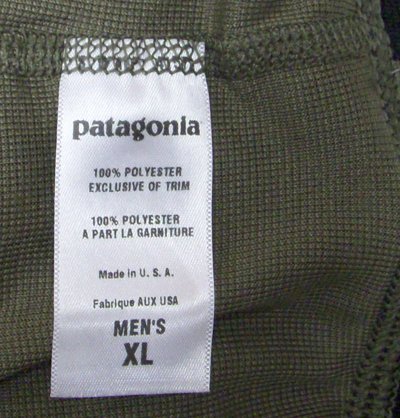 patagonia
100% POLYESTER
EXCLUSIVE OF TRIM
100% POLYESTER
A PART LA GARNITURE
Made in U. S. A.
Fabrique AUX USA
MEN'S
XL